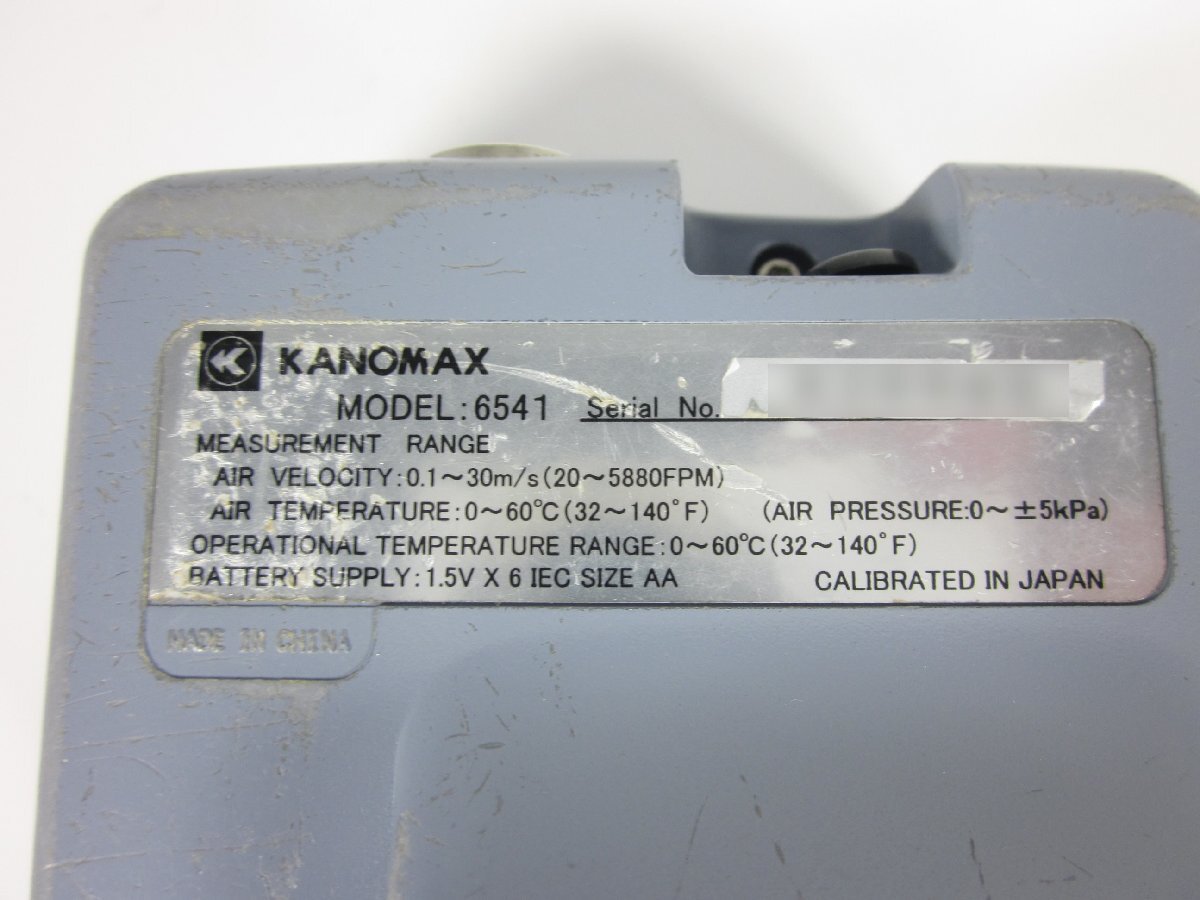 KANOMAX
MODEL:6541 Serial No.
MEASUREMENT RANGE
AIR VELOCITY:0.1～30m/s(20～5880FPM)
AIR TEMPERATURE:0～60℃(32～140°F) (AIR PRESSURE:0～±5kPa)
OPERATIONAL TEMPERATURE RANGE:0～60℃(32～140°F)
BATTERY SUPPLY:1.5V X 6 IEC SIZE AA CALIBRATED IN JAPAN
MADE IN CHINA